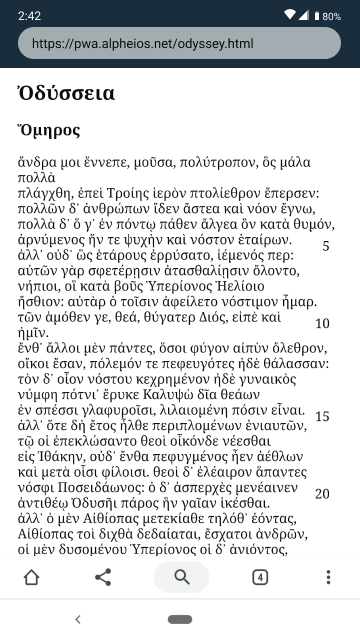 2:42
80%
https://pwa.alpheios.net/odyssey.html
Ὀδύσσεια
Ὅμηρος
ἄνδρα μοι ἔννεπε, μοῦσα, πολύτροπον, ὃς μάλα
πολλὰ
πλάγχθη, ἐπεὶ Τροίης ἱερὸν πτολίεθρον ἔπερσεν:
πολλῶν δ᾽ ἀνθρώπων ἴδεν ἄστεα καὶ νόον ἔγνω,
πολλὰ δ᾽ ὅ γ᾽ ἐν πόντῳ πάθεν ἄλγεα ὃν κατὰ θυμόν,
ἀρνύμενος ἥν τε ψυχὴν καὶ νόστον ἑταίρων. 5
ἀλλ᾽ οὐδ᾽ ὣς ἑτάρους ἐρρύσατο, ἱέμενός περ:
αὐτῶν γὰρ σφετέρῃσιν ἀτασθαλίῃσιν ὄλοντο,
νήπιοι, οἳ κατὰ βοῦς Ὑπερίονος Ἠελίοιο
ἤσθιον: αὐτὰρ ὁ τοῖσιν ἀφείλετο νόστιμον ἦμαρ.
τῶν ἁμόθεν γε, θεά, θύγατερ Διός, εἰπὲ καὶ 10
ἡμῖν.
ἔνθ᾽ ἄλλοι μὲν πάντες, ὅσοι φύγον αἰπὺν ὄλεθρον,
οἴκοι ἔσαν, πόλεμόν τε πεφευγότες ἠδὲ θάλασσαν:
τὸν δ᾽ οἶον νόστου κεχρημένον ἠδὲ γυναικὸς
νύμφη πότνι᾽ ἔρυκε Καλυψὼ δῖα θεάων
ἐν σπέσσι γλαφυροῖσι, λιλαιομένη πόσιν εἶναι. 15
ἀλλ᾽ ὅτε δὴ ἔτος ἦλθε περιπλομένων ἐνιαυτῶν,
τῷ οἱ ἐπεκλώσαντο θεοὶ οἶκόνδε νέεσθαι
εἰς Ἰθάκην, οὐδ᾽ ἔνθα πεφυγμένος ἦεν ἀέθλων
καὶ μετὰ οἷσι φίλοισι. θεοὶ δ᾽ ἐλέαιρον ἅπαντες
νόσφι Ποσειδάωνος: ὁ δ᾽ ἀσπερχὲς μενέαινεν 20
ἀντιθέῳ Ὀδυσῆι πάρος ἣν γαῖαν ἱκέσθαι.
ἀλλ᾽ ὁ μὲν Αἰθίοπας μετεκίαθε τηλόθ᾽ ἐόντας,
Αἰθίοπας τοὶ διχθὰ δεδαίαται, ἔσχατοι ἀνδρῶν,
οἱ μὲν δυσομένου Ὑπερίονος οἱ δ᾽ ἀνιόντος,
4